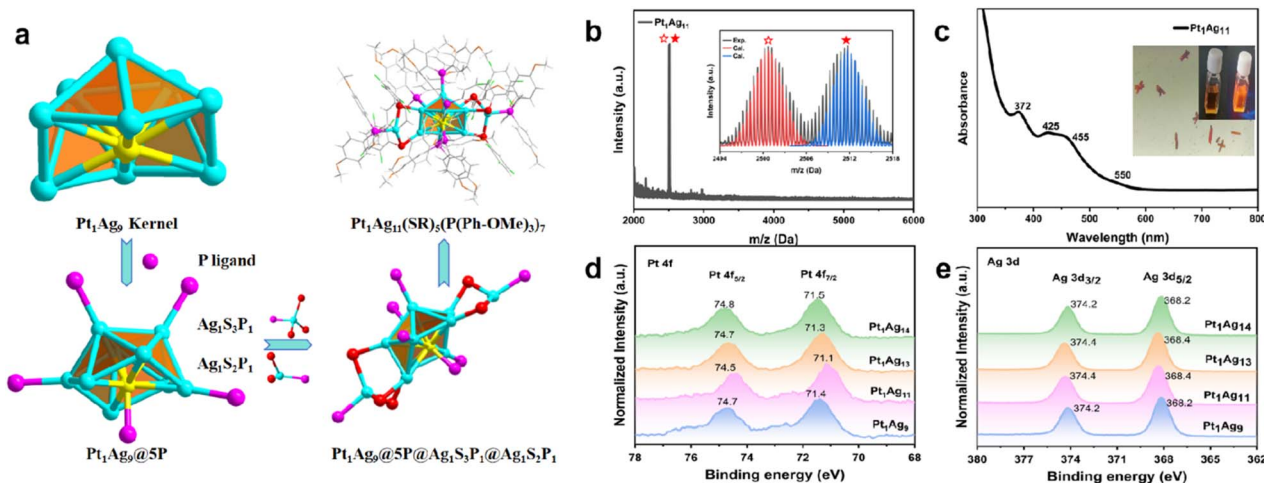 a
Pt₁Ag₉ Kernel
P ligand
Pt₁Ag₁₁(SR)₅(P(Ph-OMe)₃)₇
Ag₁S₃P₁
Ag₁S₂P₁
Pt₁Ag₉@5P
Pt₁Ag₉@5P@Ag₁S₃P₁@Ag₁S₂P₁
b
Pt₁Ag₁₁
Intensity (a.u.)
Exp.
Cal.
Cal.
Intensity (a.u.)
2494 2500 2506 2512 2518
m/z (Da)
2000 3000 4000 5000 6000
m/z (Da)
c
Pt₁Ag₁₁
Absorbance
372
425
455
550
300 400 500 600 700 800
Wavelength (nm)
d
Pt 4f
Pt 4f₅/₂
Pt 4f₇/₂
Normalized Intensity (a.u.)
74.8
71.5
Pt₁Ag₁₄
74.7
71.3
Pt₁Ag₁₃
74.5
71.1
Pt₁Ag₁₁
74.7
71.4
Pt₁Ag₉
78 76 74 72 70 68
Binding energy (eV)
e
Ag 3d
Ag 3d₃/₂
Ag 3d₅/₂
Normalized Intensity (a.u.)
374.2
368.2
Pt₁Ag₁₄
374.4
368.4
Pt₁Ag₁₃
374.4
368.4
Pt₁Ag₁₁
374.2
368.2
Pt₁Ag₉
380 377 374 371 368 365 362
Binding energy (eV)